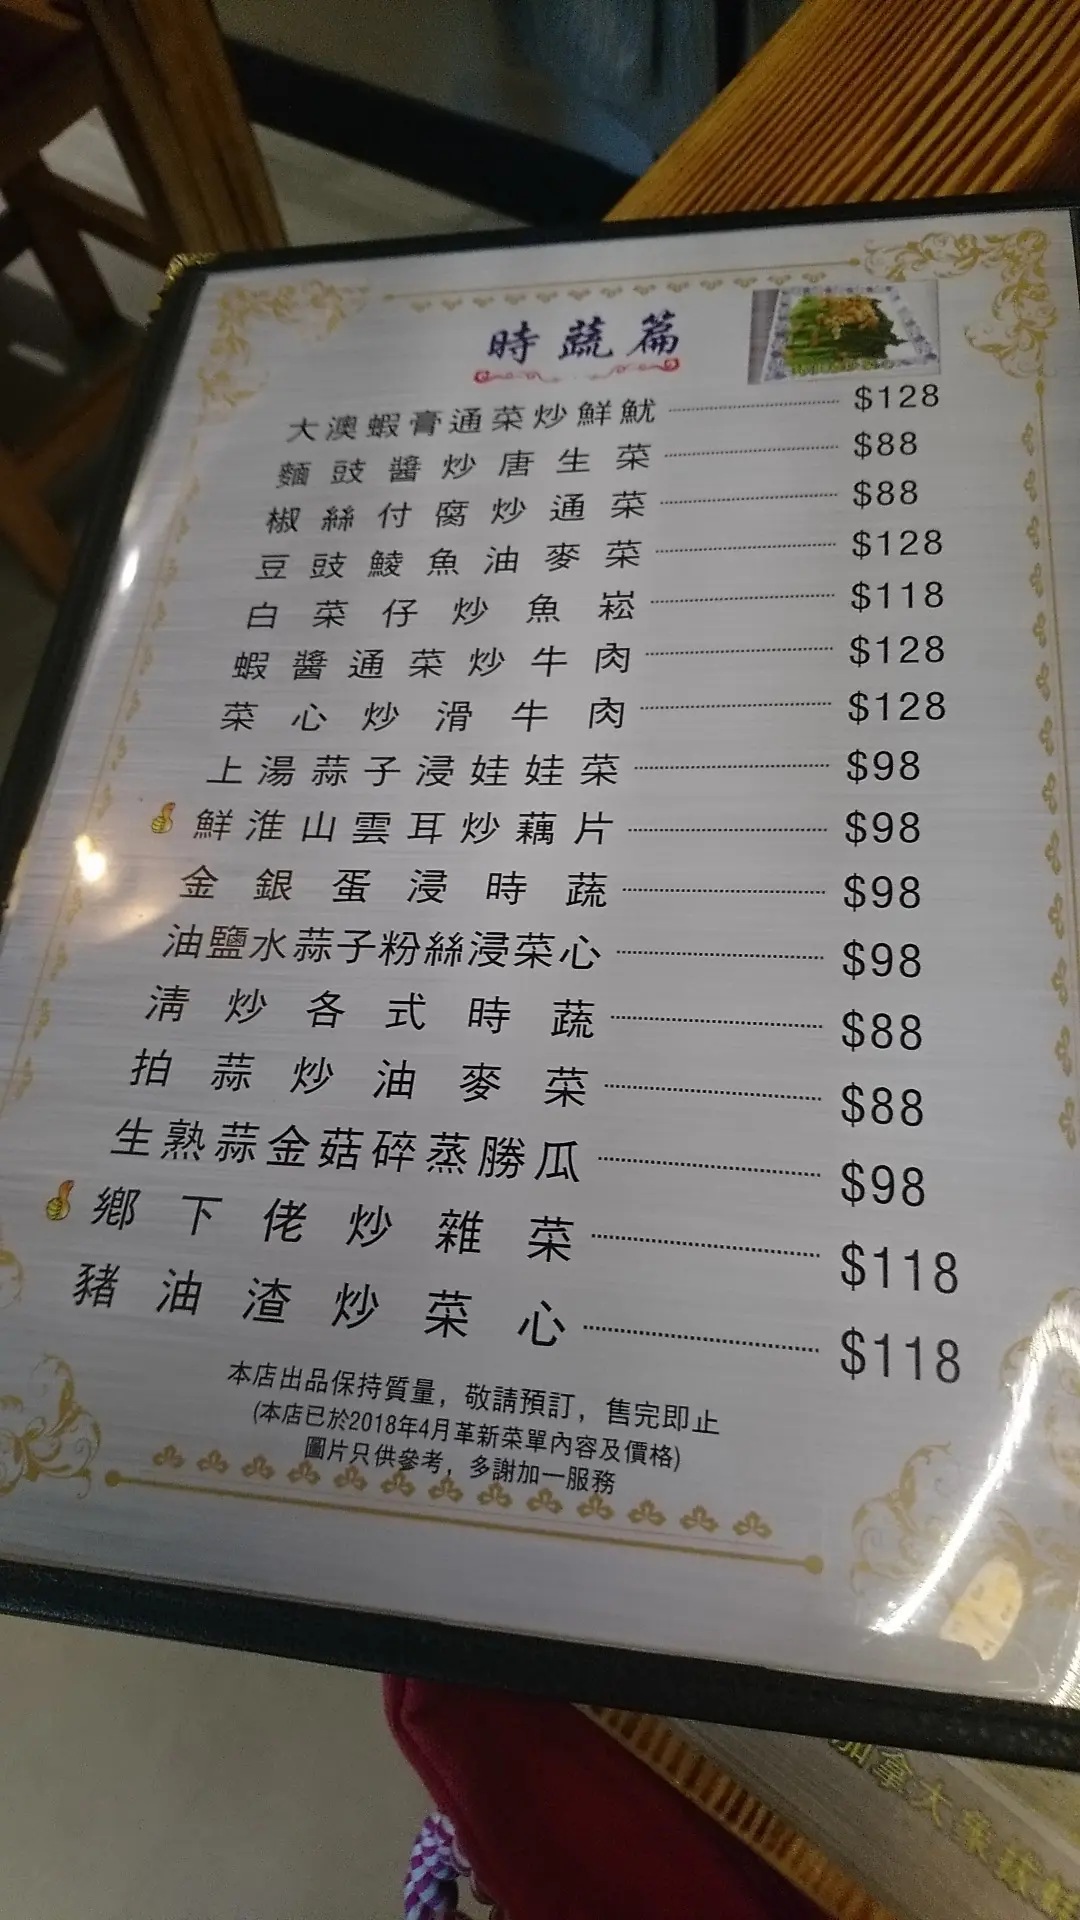 時蔬篇
大澳蝦膏通菜炒鮮魷 $128
麵豉醬炒唐生菜 $88
椒絲付腐炒通菜 $88
豆豉鯪魚油麥菜 $128
白菜仔炒魚崧 $118
蝦醬通菜炒牛肉 $128
菜心炒滑牛肉 $128
上湯蒜子浸娃娃菜 $98
鮮淮山雲耳炒藕片 $98
金銀蛋浸時蔬 $98
油鹽水蒜子粉絲浸菜心 $98
清炒各式時蔬 $88
拍蒜炒油麥菜 $88
生熟蒜金菇碎蒸勝瓜 $98
鄉下佬炒雜菜 $118
豬油渣炒菜心 $118
本店出品保持質量，敬請預訂，售完即止
(本店已於2018年4月革新菜單內容及價格)
圖片只供參考，多謝加一服務
加拿大象拔蚌